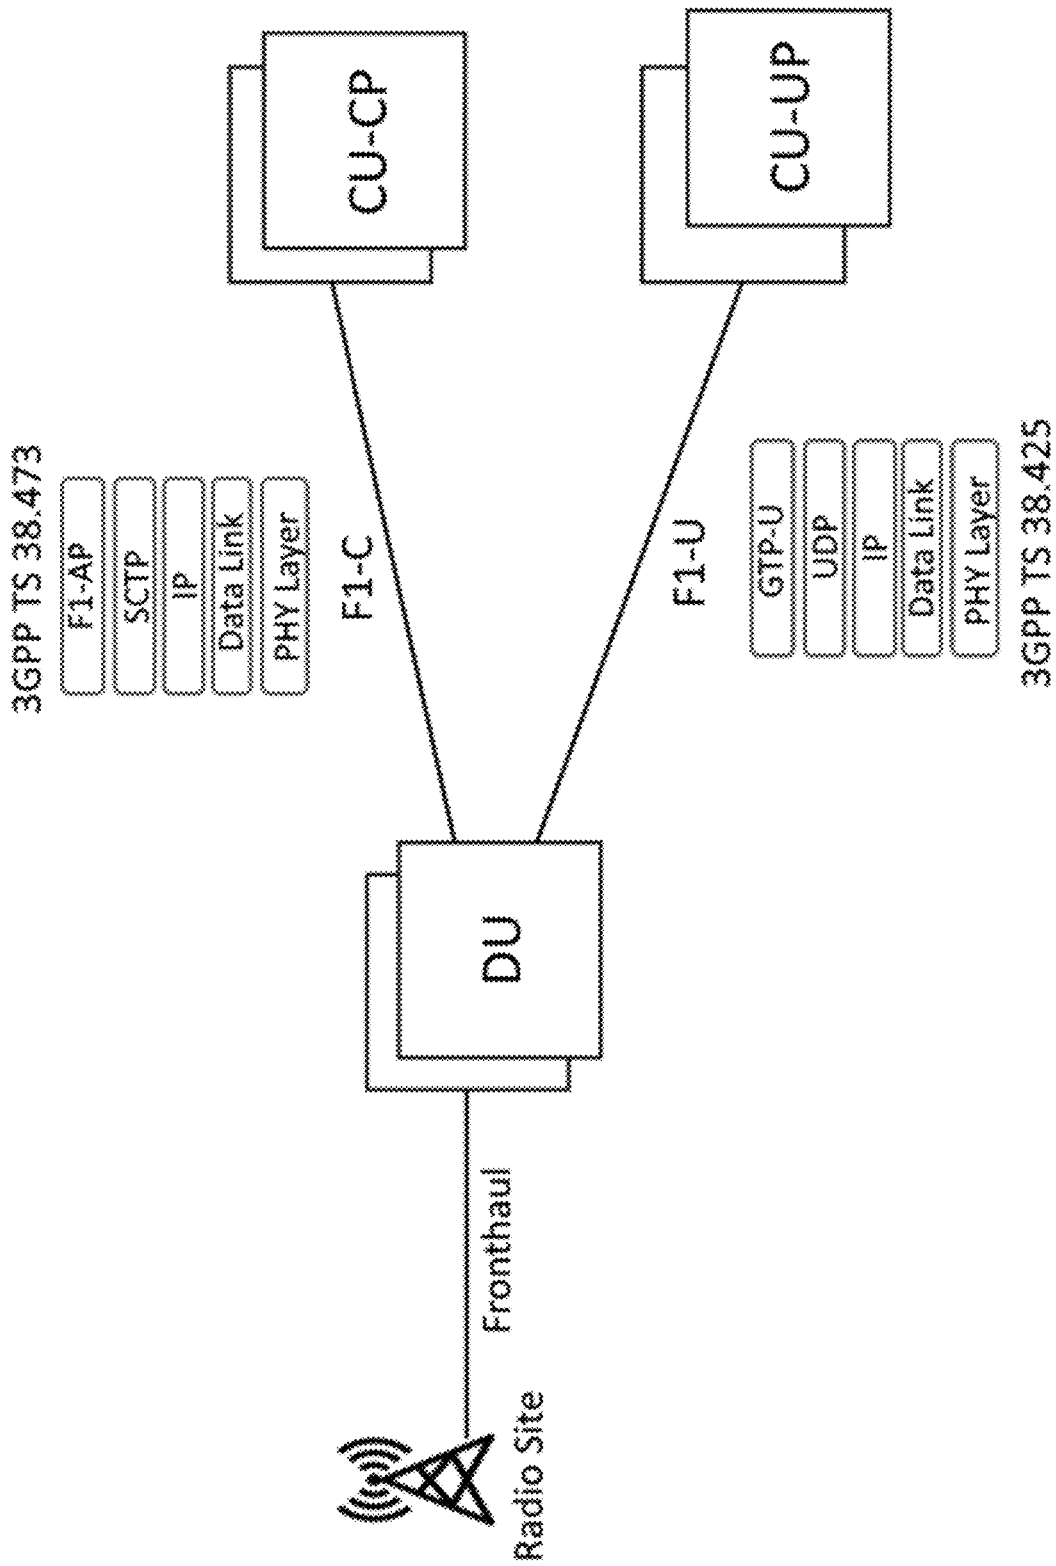 3GPP TS 38.473
F1-AP
SCTP
IP
Data Link
PHY Layer
F1-C
CU-CP
Radio Site
Fronthaul
DU
F1-U
CU-UP
GTP-U
UDP
IP
Data Link
PHY Layer
3GPP TS 38.425